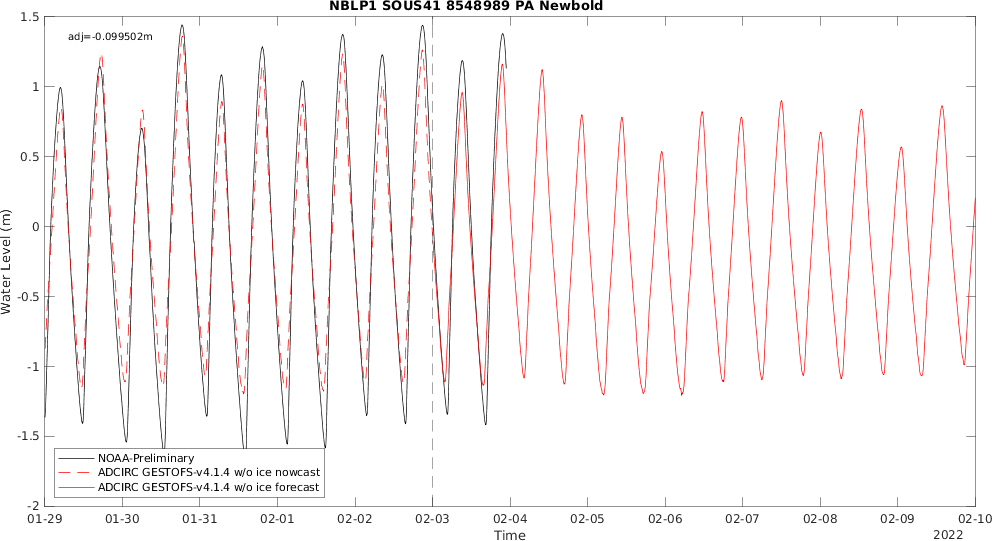 NBLP1 SOUS41 8548989 PA Newbold
adj=-0.099502m
1.5
1
0.5
0
-0.5
-1
-1.5
-2
Water Level (m)
NOAA-Preliminary
ADCIRC GESTOFS-v4.1.4 w/o ice nowcast
ADCIRC GESTOFS-v4.1.4 w/o ice forecast
01-29 01-30 01-31 02-01 02-02 02-03 02-04 02-05 02-06 02-07 02-08 02-09 02-10
Time
2022